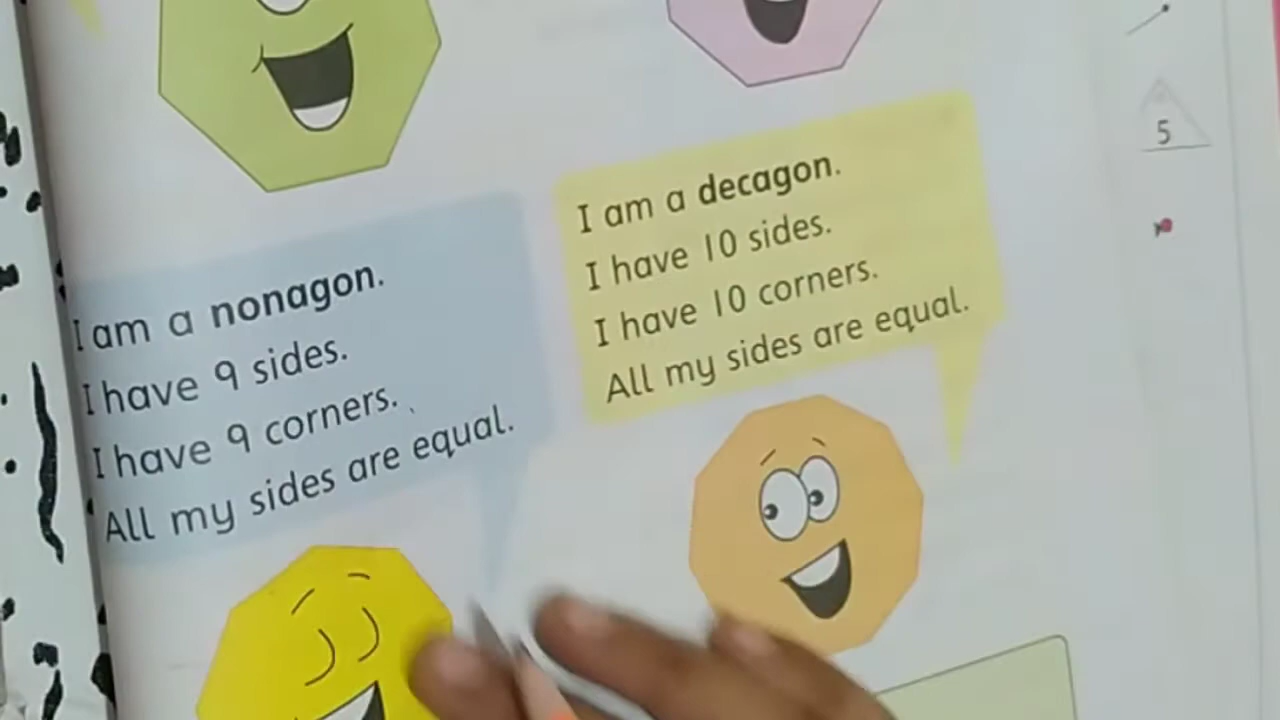 I am a nonagon.
I have 9 sides.
I have 9 corners.
All my sides are equal.
I am a decagon.
I have 10 sides.
I have 10 corners.
All my sides are equal.
5